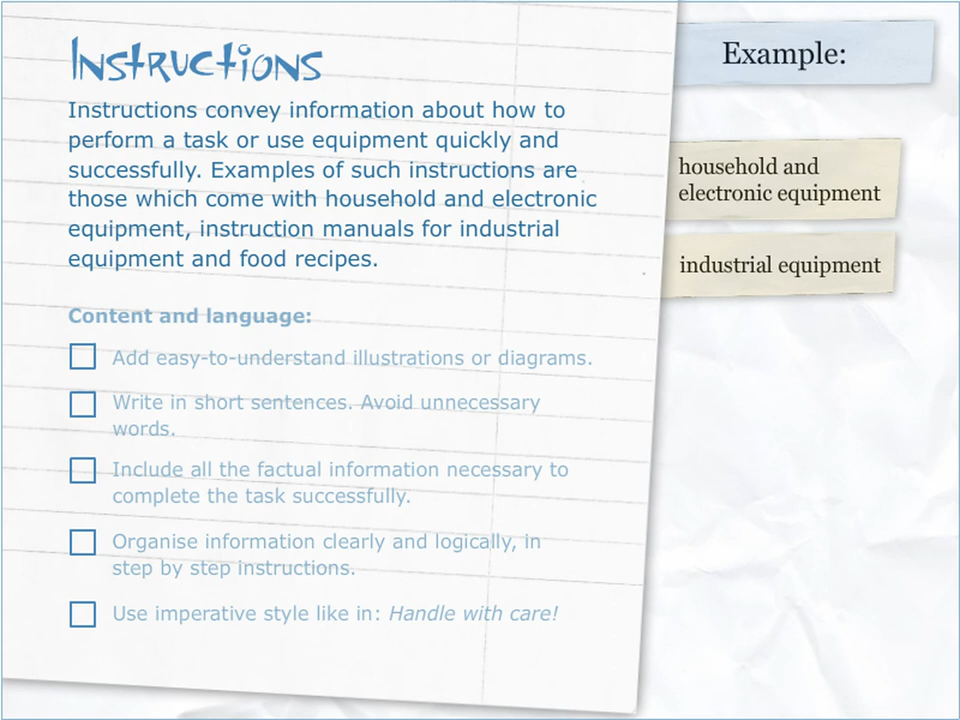 Instructions
Instructions convey information about how to
perform a task or use equipment quickly and
successfully. Examples of such instructions are
those which come with household and electronic
equipment, instruction manuals for industrial
equipment and food recipes.
Content and language:
Add easy-to-understand illustrations or diagrams.
Write in short sentences. Avoid unnecessary
words.
Include all the factual information necessary to
complete the task successfully.
Organise information clearly and logically, in
step by step instructions.
Use imperative style like in: Handle with care!
Example:
household and
electronic equipment
industrial equipment